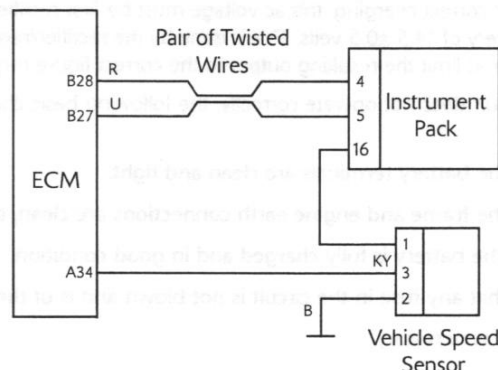 Pair of Twisted
Wires
B28
R
4
B27
U
5
Instrument
Pack
16
ECM
1
KY
A34
3
B
2
Vehicle Speed
Sensor